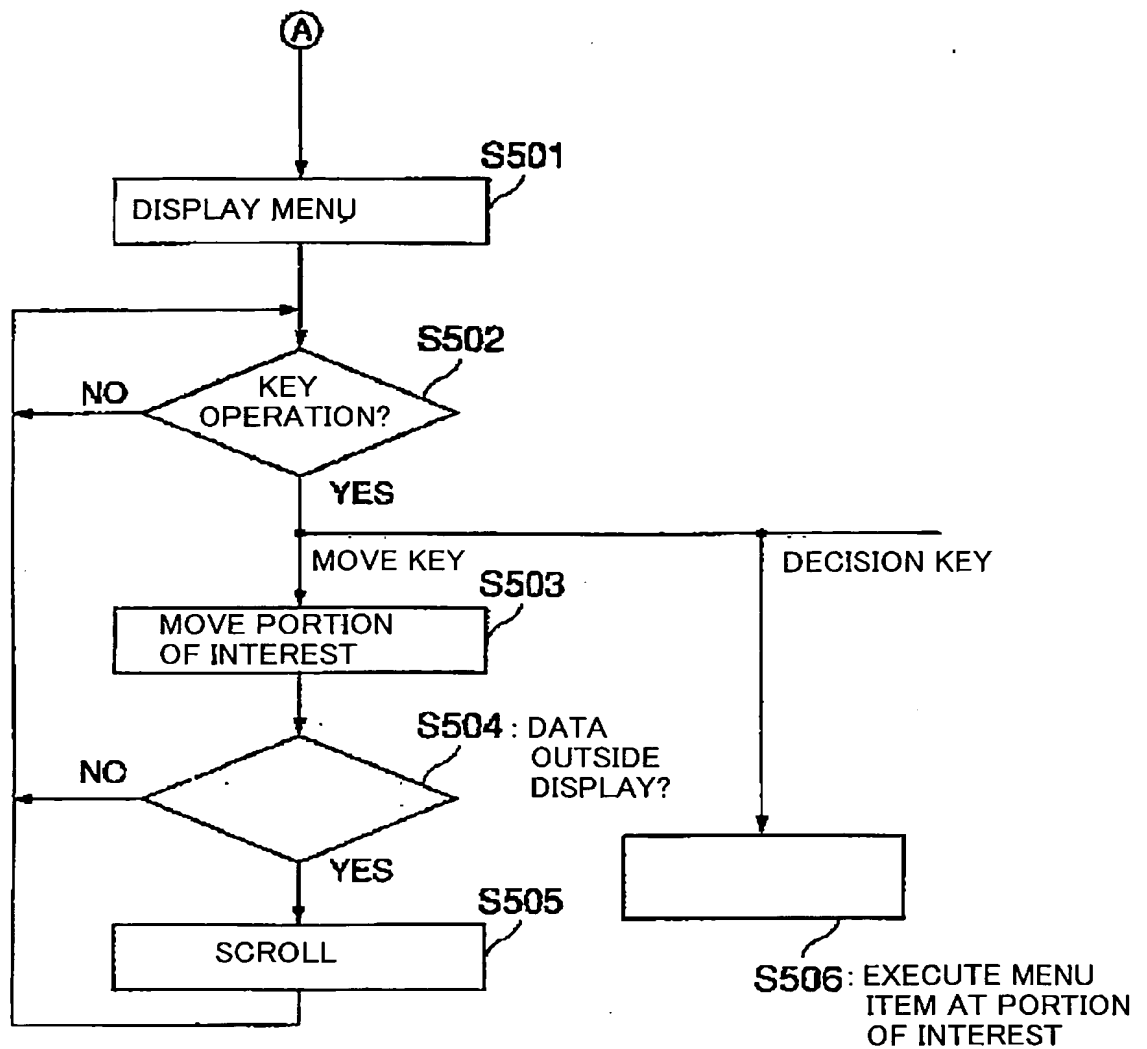 A
S501
DISPLAY MENU
S502
NO
KEY
OPERATION?
YES
MOVE KEY
DECISION KEY
S503
MOVE PORTION
OF INTEREST
S504 : DATA
OUTSIDE
DISPLAY?
NO
YES
S505
SCROLL
S506 : EXECUTE MENU
ITEM AT PORTION
OF INTEREST